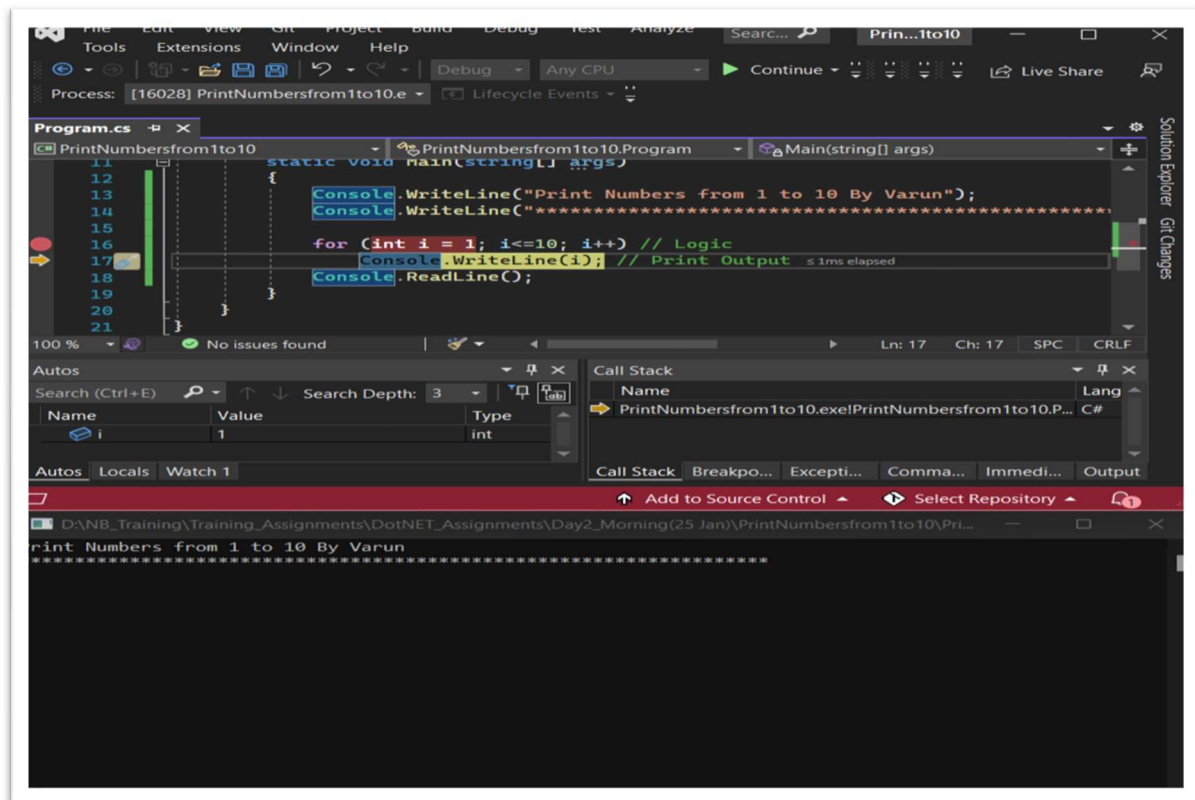 File Edit View Git Project Build Debug Test Analyze Searc... Prin...1to10
Tools Extensions Window Help
Debug Any CPU Continue Live Share
Process: [16028] PrintNumbersfrom1to10.e Lifecycle Events
Program.cs
C# PrintNumbersfrom1to10 PrintNumbersfrom1to10.Program Main(string[] args)
11 static void Main(string[] args)
12 {
13 Console.WriteLine("Print Numbers from 1 to 10 By Varun");
14 Console.WriteLine("****************************************************
15
16 for (int i = 1; i<=10; i++) // Logic
17 Console.WriteLine(i); // Print Output ≤1ms elapsed
18 Console.ReadLine();
19 }
20 }
21 }
Solution Explorer Git Changes
100 % No issues found Ln: 17 Ch: 17 SPC CRLF
Autos
Search (Ctrl+E) Search Depth: 3
Name Value Type
i 1 int
Autos Locals Watch 1
Call Stack
Name Lang
PrintNumbersfrom1to10.exe!PrintNumbersfrom1to10.P... C#
Call Stack Breakpo... Excepti... Comma... Immedi... Output
Add to Source Control Select Repository 1
D:\NB_Training\Training_Assignments\DotNET_Assignments\Day2_Morning(25 Jan)\PrintNumbersfrom1to10\Pri...
Print Numbers from 1 to 10 By Varun
********************************************************************